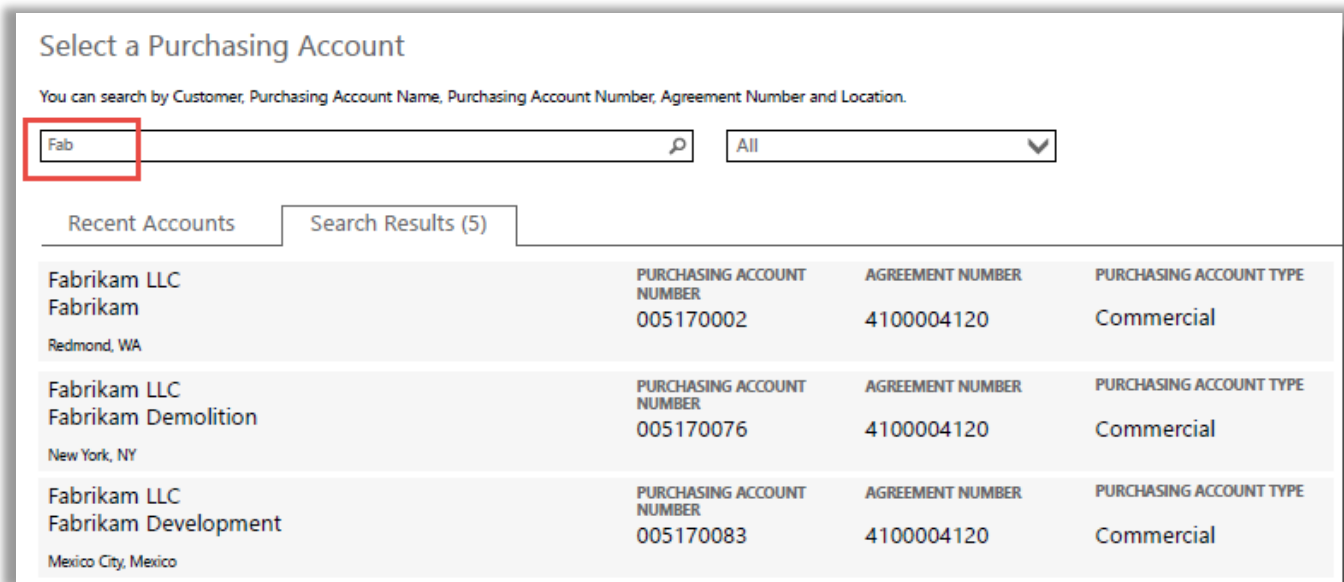 Select a Purchasing Account
You can search by Customer, Purchasing Account Name, Purchasing Account Number, Agreement Number and Location.
Fab All
Recent Accounts Search Results (5)
Fabrikam LLC PURCHASING ACCOUNT NUMBER AGREEMENT NUMBER PURCHASING ACCOUNT TYPE
Fabrikam 005170002 4100004120 Commercial
Redmond, WA
Fabrikam LLC PURCHASING ACCOUNT NUMBER AGREEMENT NUMBER PURCHASING ACCOUNT TYPE
Fabrikam Demolition 005170076 4100004120 Commercial
New York, NY
Fabrikam LLC PURCHASING ACCOUNT NUMBER AGREEMENT NUMBER PURCHASING ACCOUNT TYPE
Fabrikam Development 005170083 4100004120 Commercial
Mexico City, Mexico